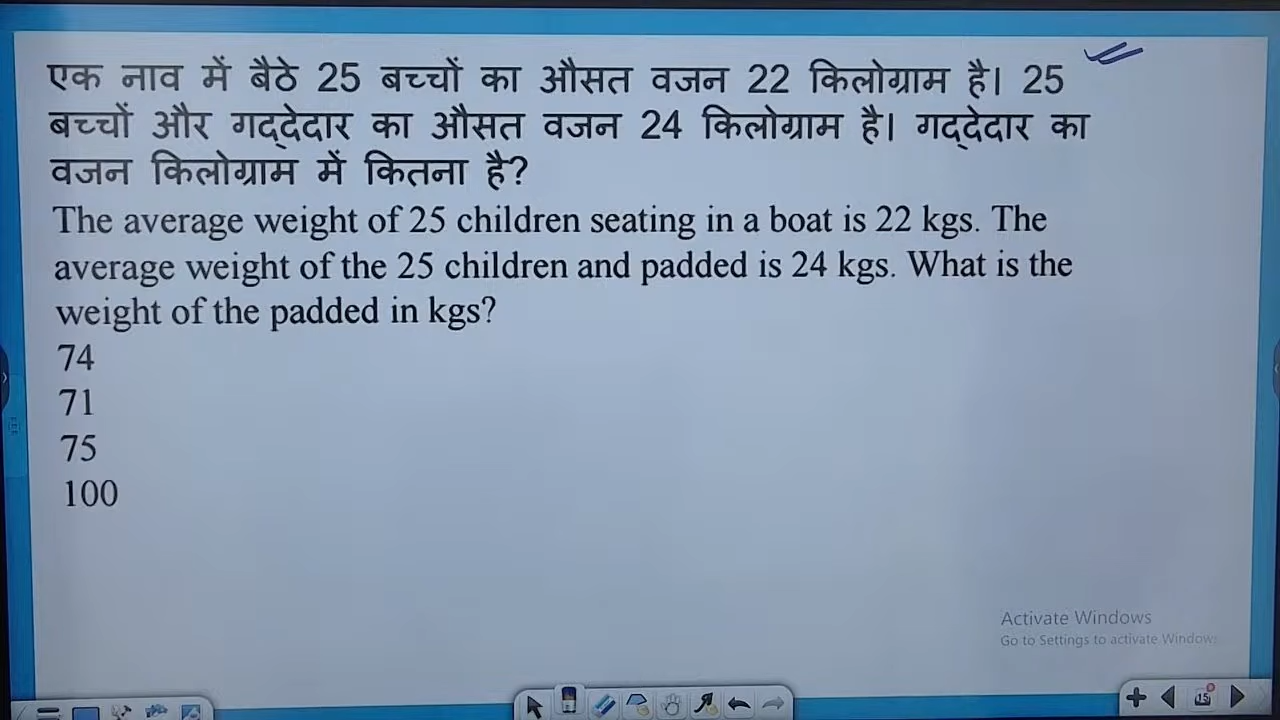 एक नाव में बैठे 25 बच्चों का औसत वजन 22 किलोग्राम है। 25
बच्चों और गद्देदार का औसत वजन 24 किलोग्राम है। गद्देदार का
वजन किलोग्राम में कितना है?
The average weight of 25 children seating in a boat is 22 kgs. The
average weight of the 25 children and padded is 24 kgs. What is the
weight of the padded in kgs?
74
71
75
100
Activate Windows
Go to Settings to activate Windows
15